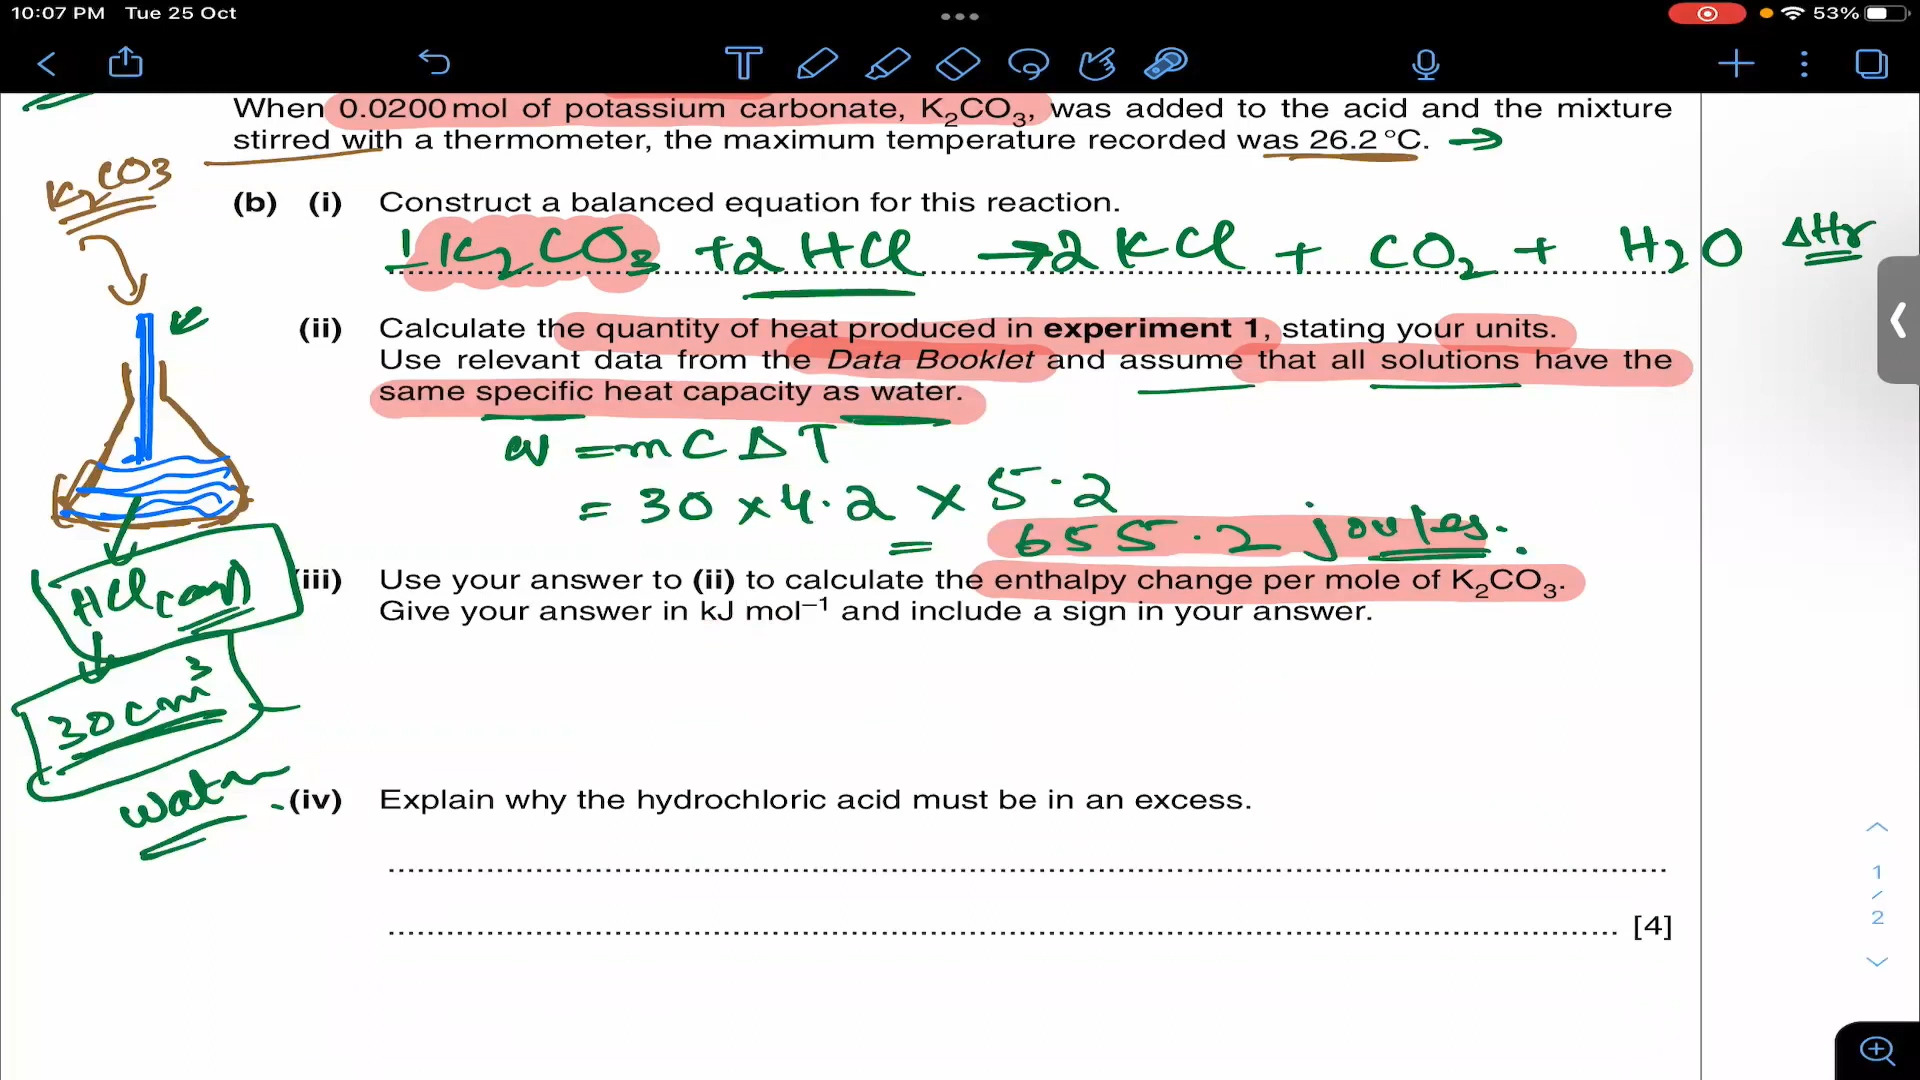 10:07 PM Tue 25 Oct
53%
When 0.0200 mol of potassium carbonate, K₂CO₃, was added to the acid and the mixture
stirred with a thermometer, the maximum temperature recorded was 26.2 °C. →
K₂CO₃
(b) (i) Construct a balanced equation for this reaction.
1 K₂CO₃ + 2 HCl → 2 KCl + CO₂ + H₂O ΔHr
(ii) Calculate the quantity of heat produced in experiment 1, stating your units.
Use relevant data from the Data Booklet and assume that all solutions have the
same specific heat capacity as water.
q = m C Δ T
= 30 × 4.2 × 5.2
= 655.2 joules.
HCl(aq)
(iii) Use your answer to (ii) to calculate the enthalpy change per mole of K₂CO₃.
Give your answer in kJ mol⁻¹ and include a sign in your answer.
30 cm³
water
(iv) Explain why the hydrochloric acid must be in an excess.
[4]
1
/
2